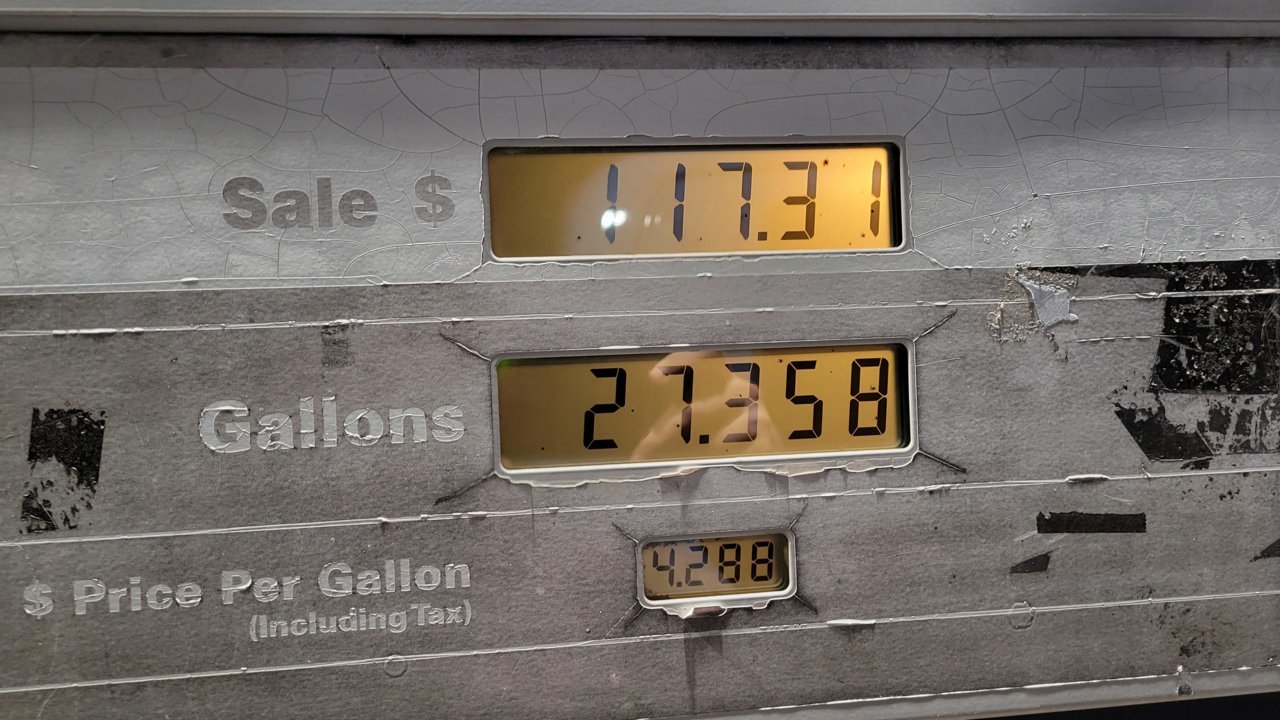 Sale $ 117.31
Gallons 27.358
$ Price Per Gallon 4.288
(Including Tax)